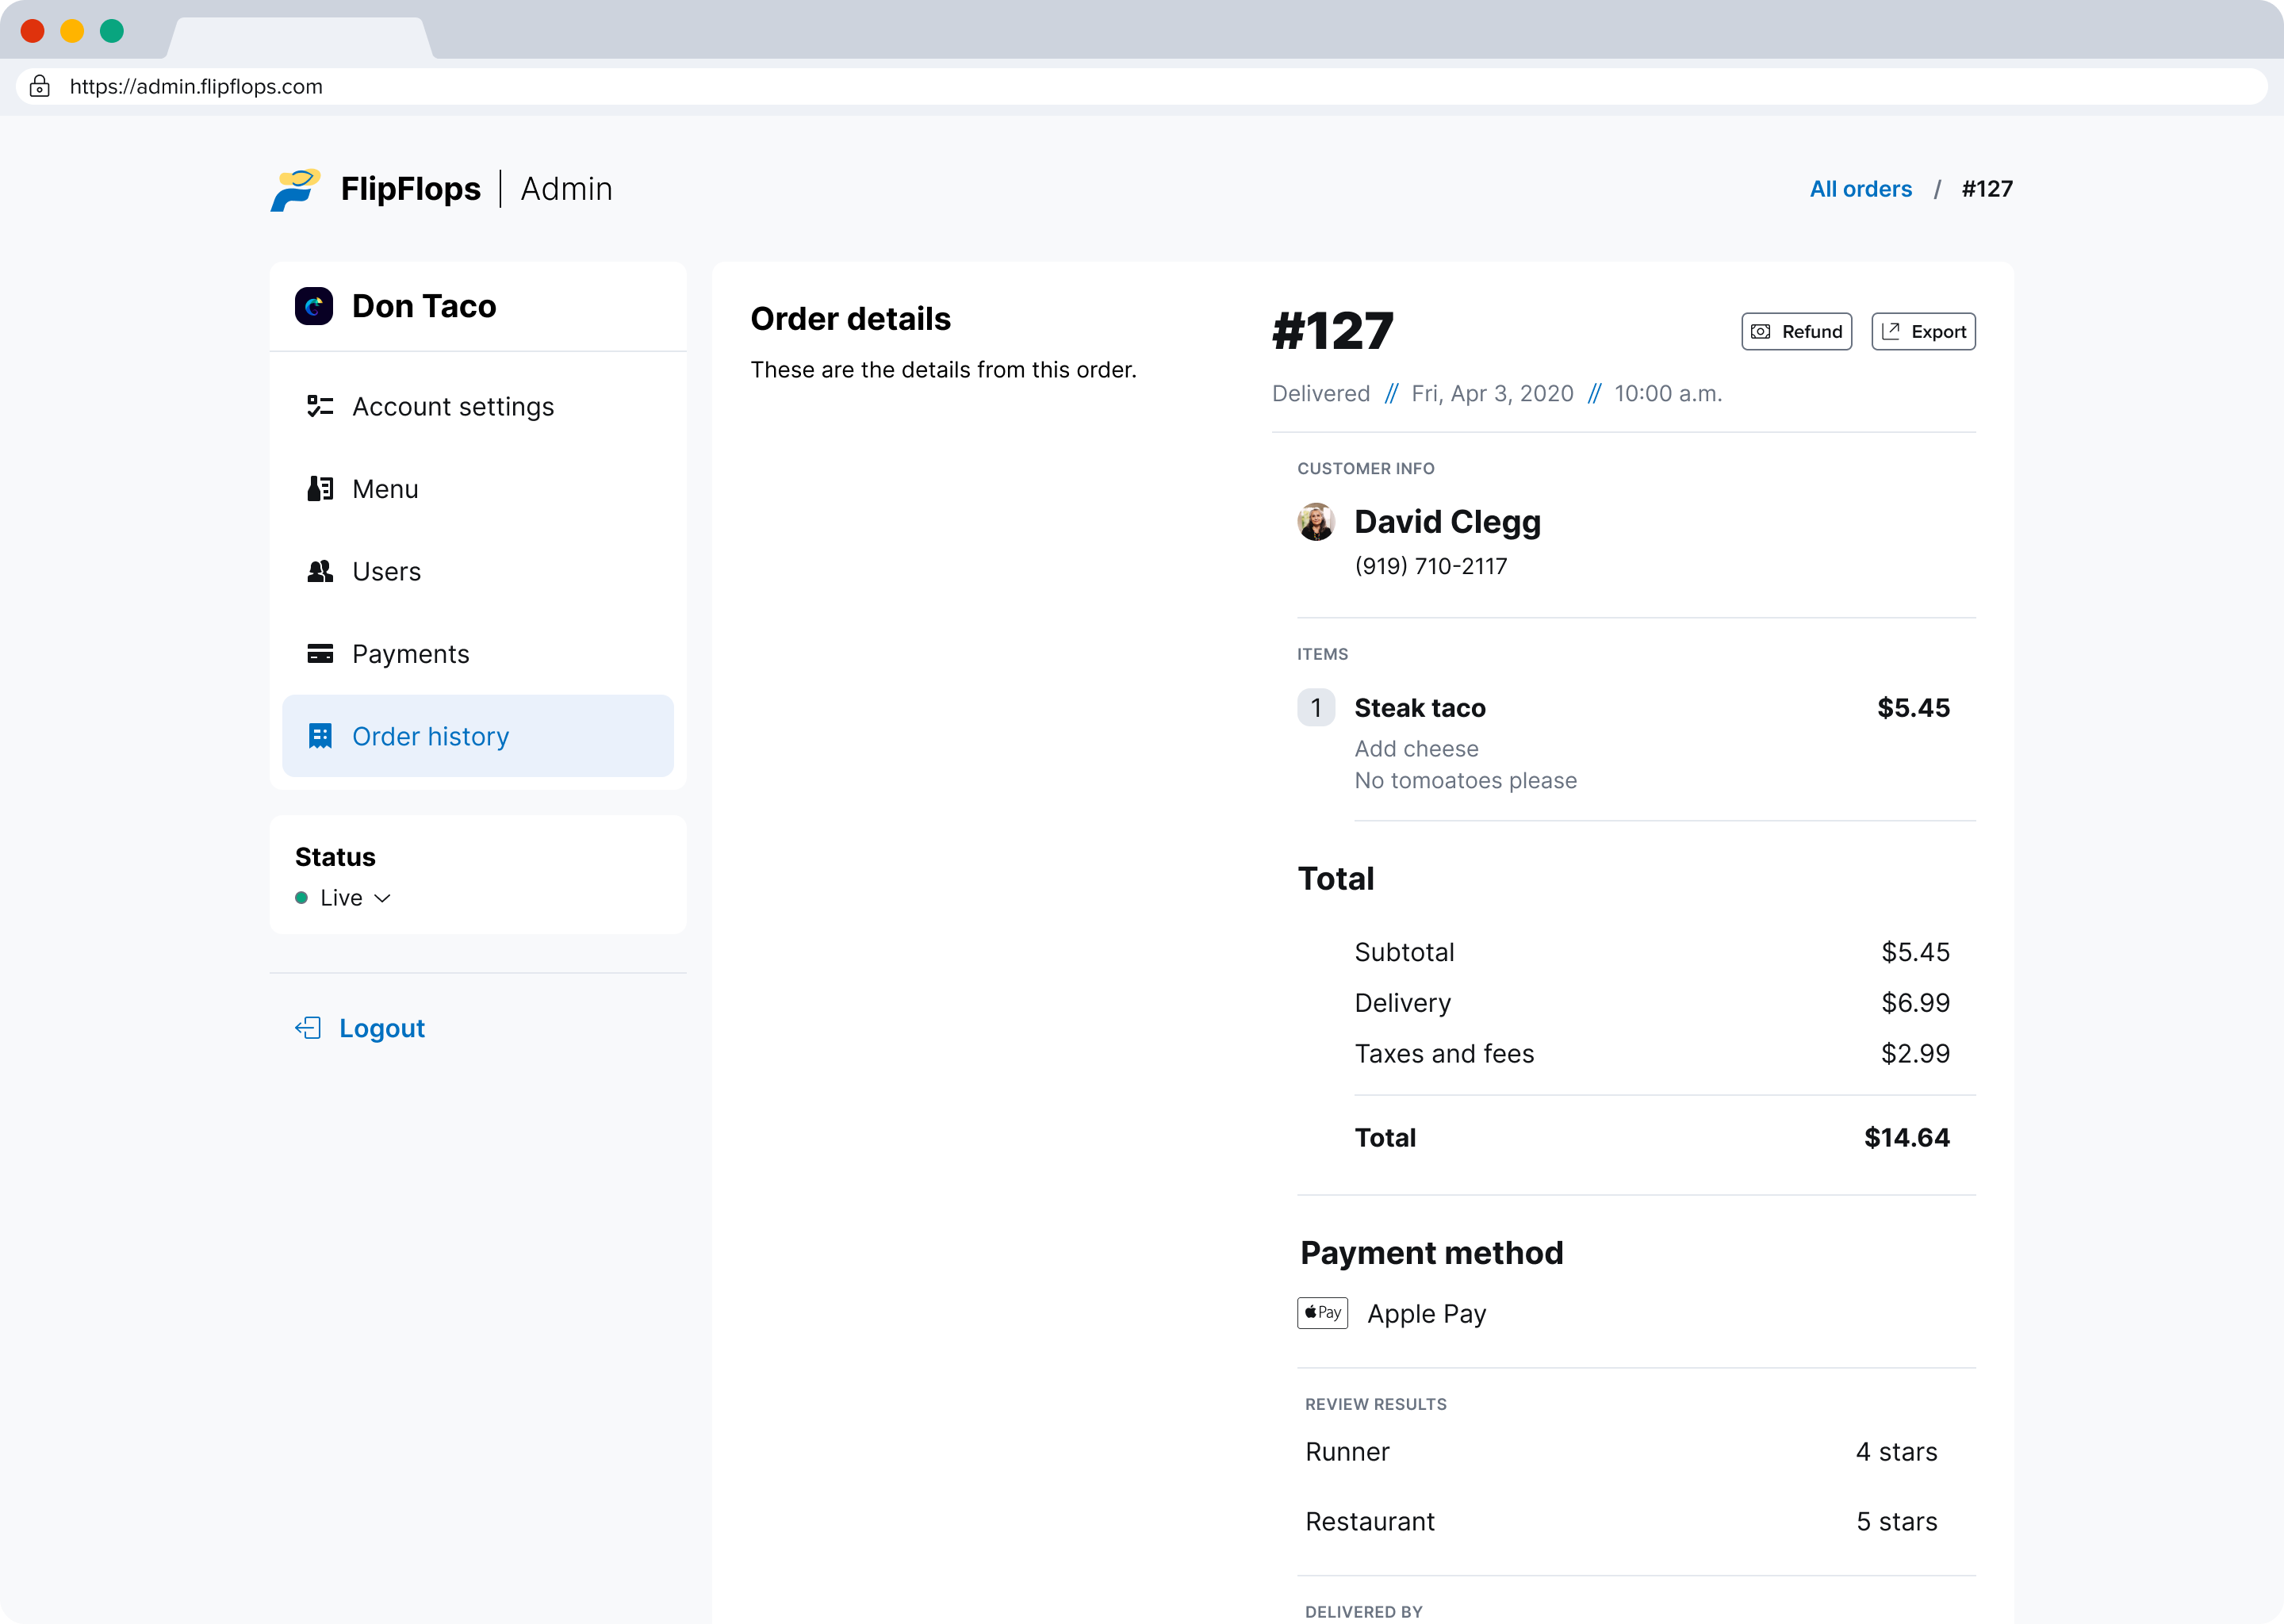 https://admin.flipflops.com
FlipFlops | Admin
All orders / #127
Don Taco
Account settings
Menu
Users
Payments
Order history
Status
Live
Logout
Order details
These are the details from this order.
#127
Refund
Export
Delivered // Fri, Apr 3, 2020 // 10:00 a.m.
CUSTOMER INFO
David Clegg
(919) 710-2117
ITEMS
1 Steak taco $5.45
Add cheese
No tomoatoes please
Total
Subtotal $5.45
Delivery $6.99
Taxes and fees $2.99
Total $14.64
Payment method
Pay Apple Pay
REVIEW RESULTS
Runner 4 stars
Restaurant 5 stars
DELIVERED BY